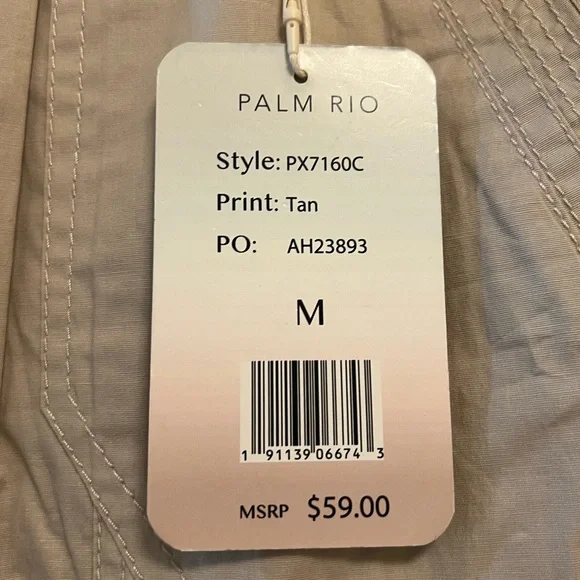 PALM RIO
Style: PX7160C
Print: Tan
PO: AH23893
M
1 91139 06674 3
MSRP $59.00